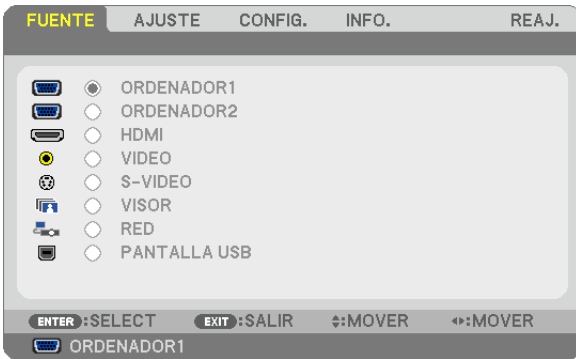 FUENTE AJUSTE CONFIG. INFO. REAJ.
ORDENADOR1
ORDENADOR2
HDMI
VIDEO
S-VIDEO
VISOR
RED
PANTALLA USB
ENTER :SELECT EXIT :SALIR :MOVER :MOVER
ORDENADOR1